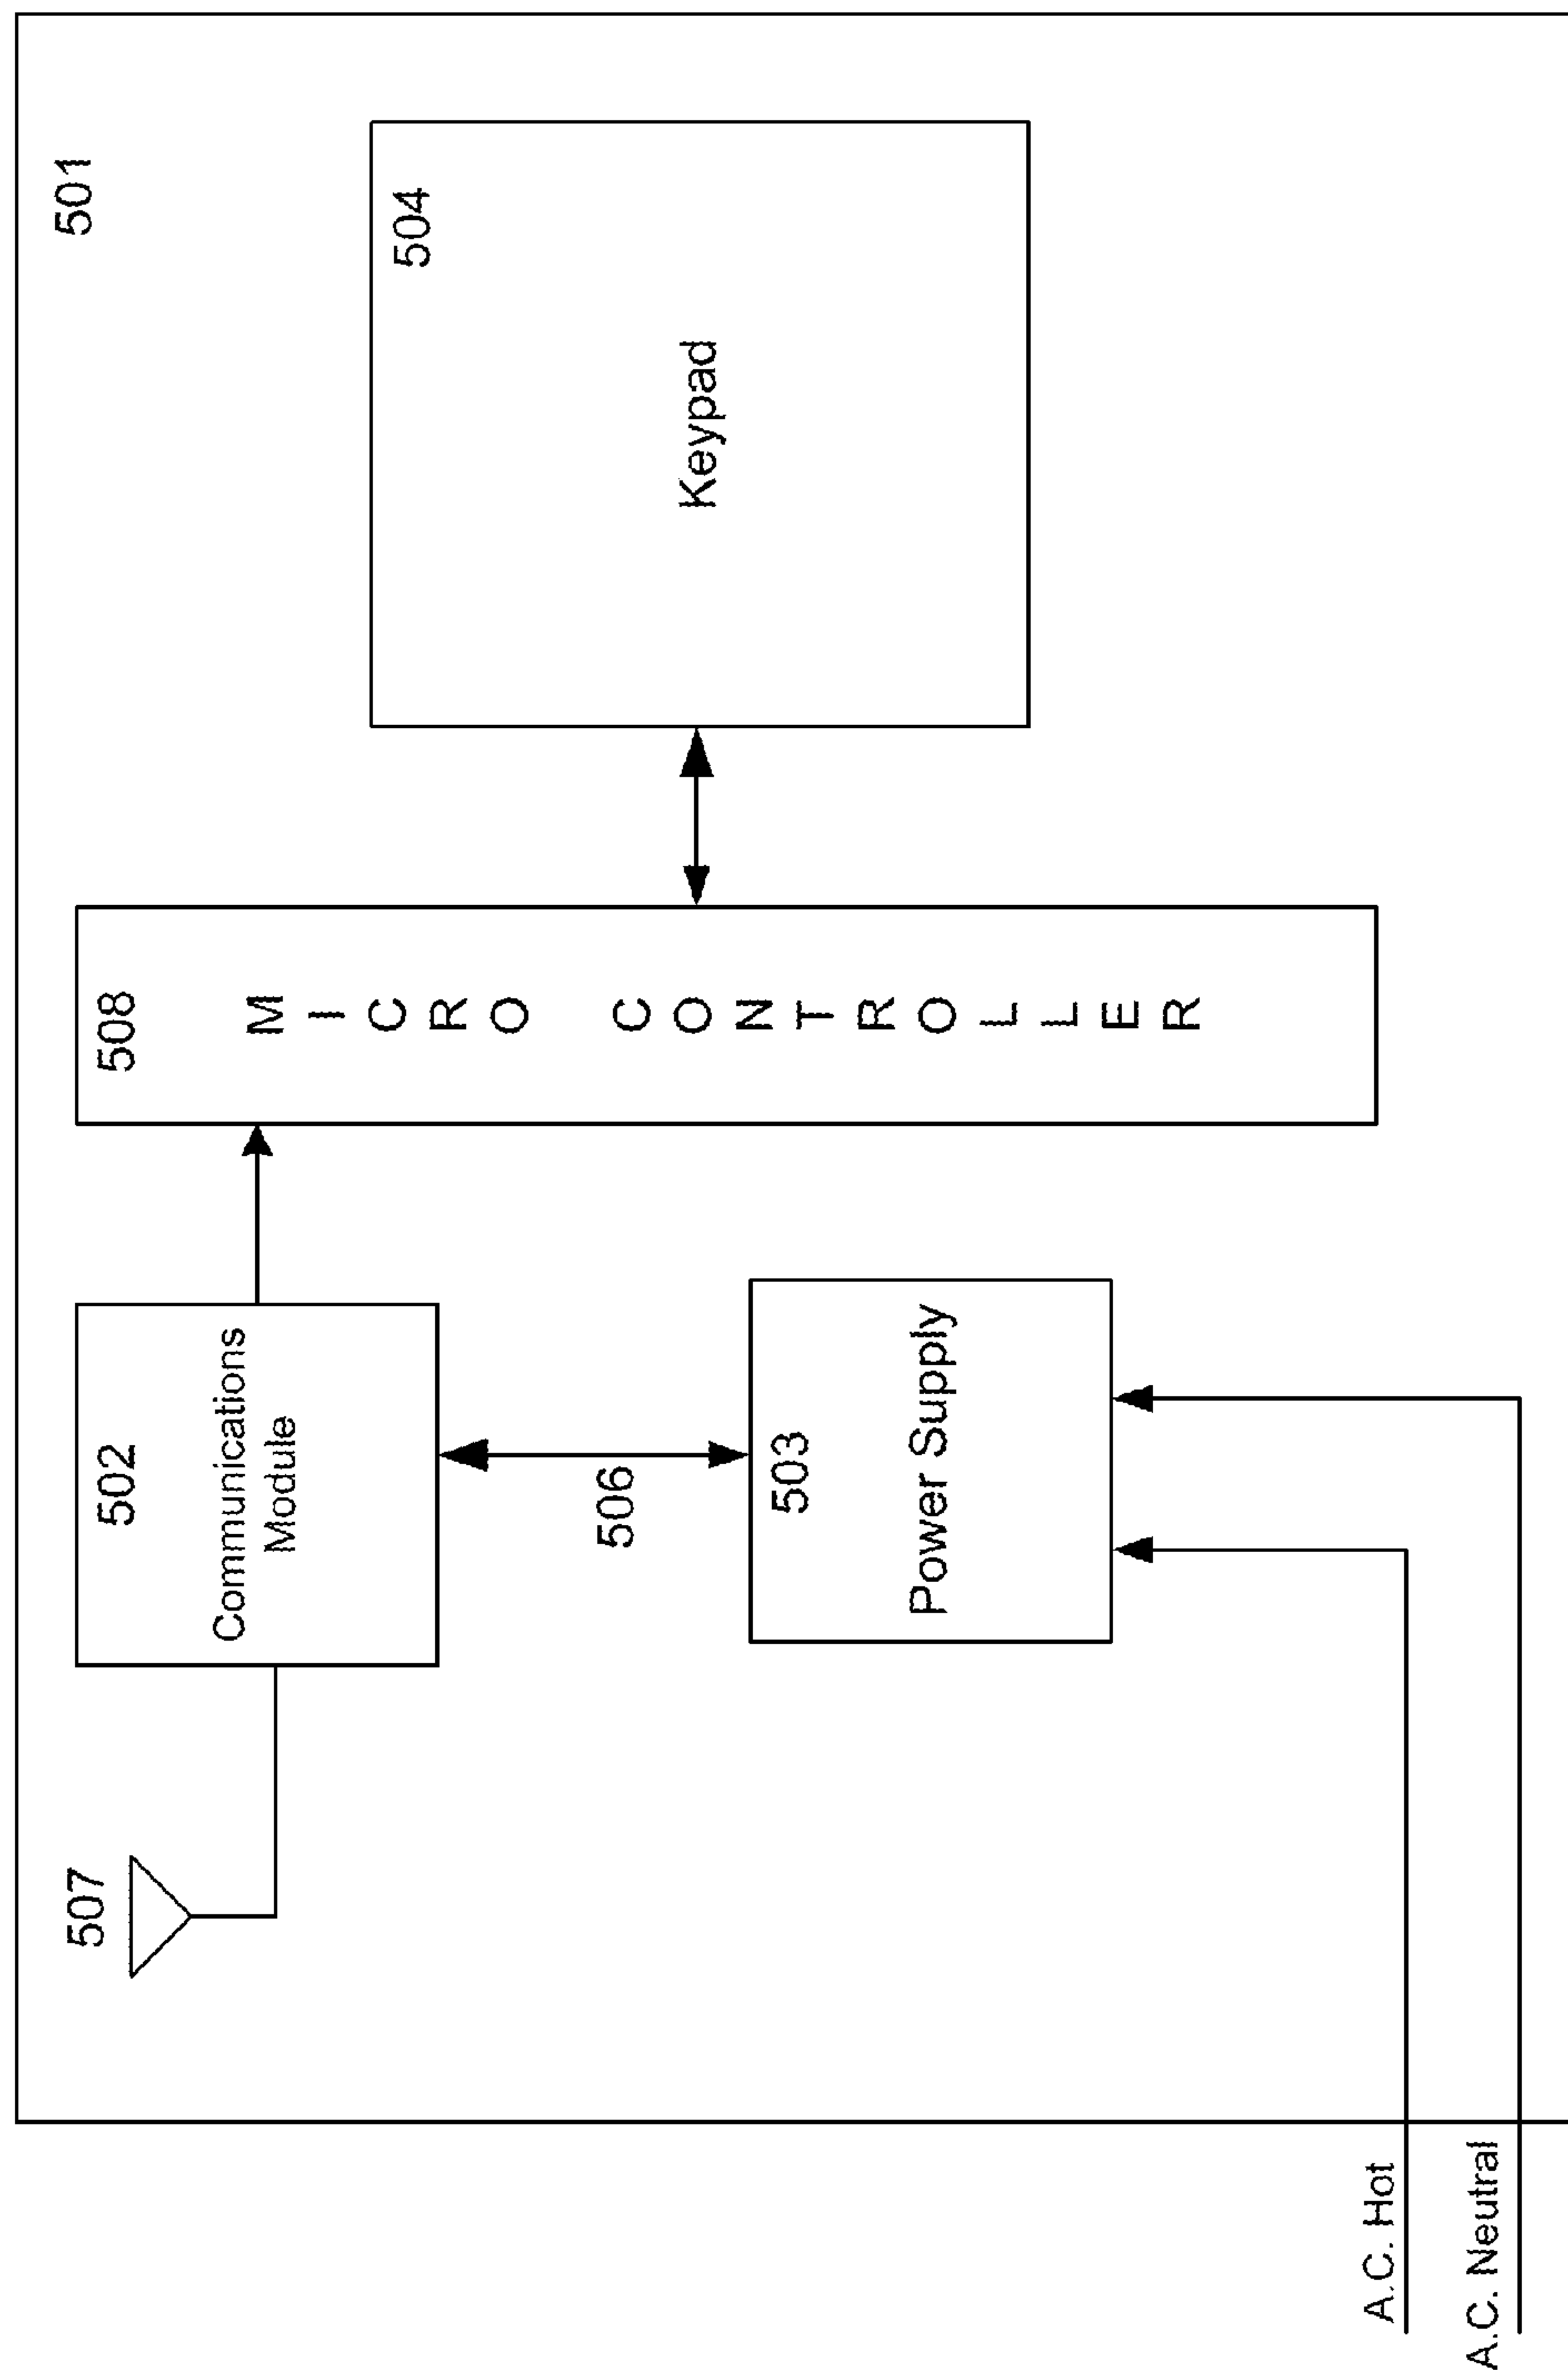 501
507
502
Communications
Module
508
MICRO CONTROLLER
504
Keypad
506
503
Power Supply
A.C. Hot
A.C. Neutral